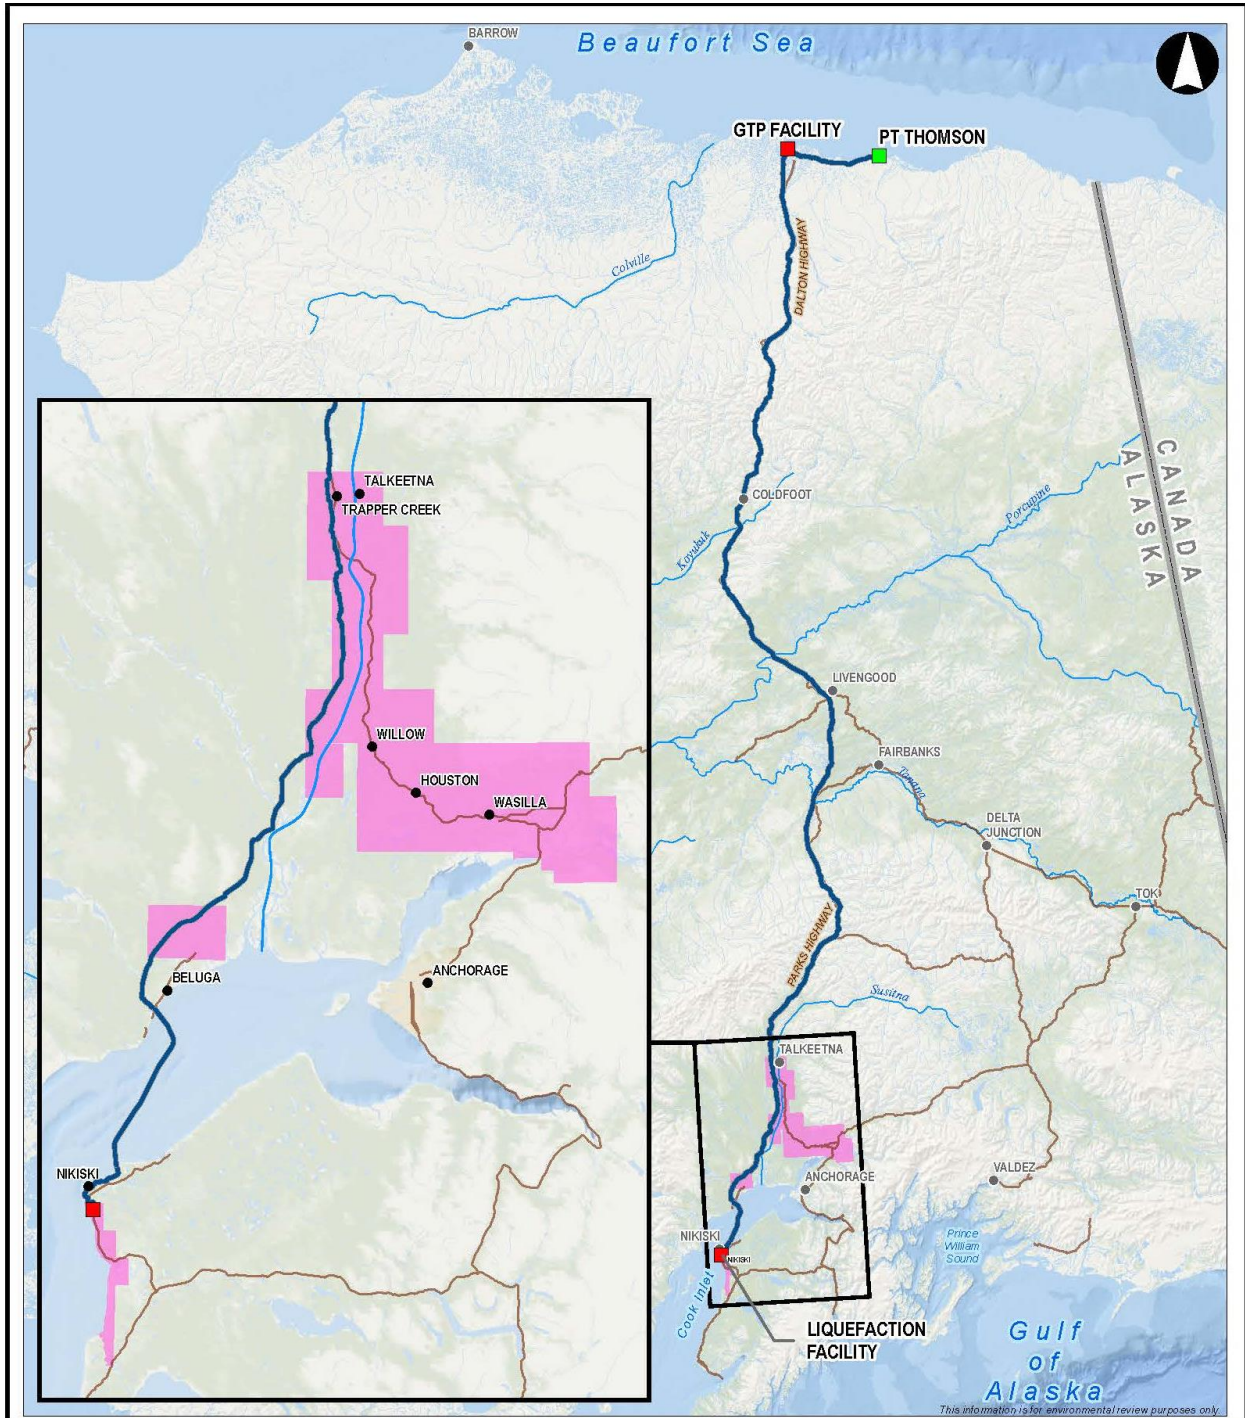 BARROW
Beaufort Sea
GTP FACILITY
PT THOMSON
Colville
DALTON HIGHWAY
CANADA
ALASKA
COLDFOOT
Porcupine
Koyukuk
TALKEETNA
TRAPPER CREEK
LIVENGOOD
WILLOW
HOUSTON
WASILLA
FAIRBANKS
Tanana
DELTA
JUNCTION
TOK
PARKS HIGHWAY
BELUGA
ANCHORAGE
Susitna
TALKEETNA
NIKISKI
ANCHORAGE
VALDEZ
NIKISKI
NIKISKI
Prince
William
Sound
Cook Inlet
LIQUEFACTION
FACILITY
Gulf
of
Alaska
This information is for environmental review purposes only.